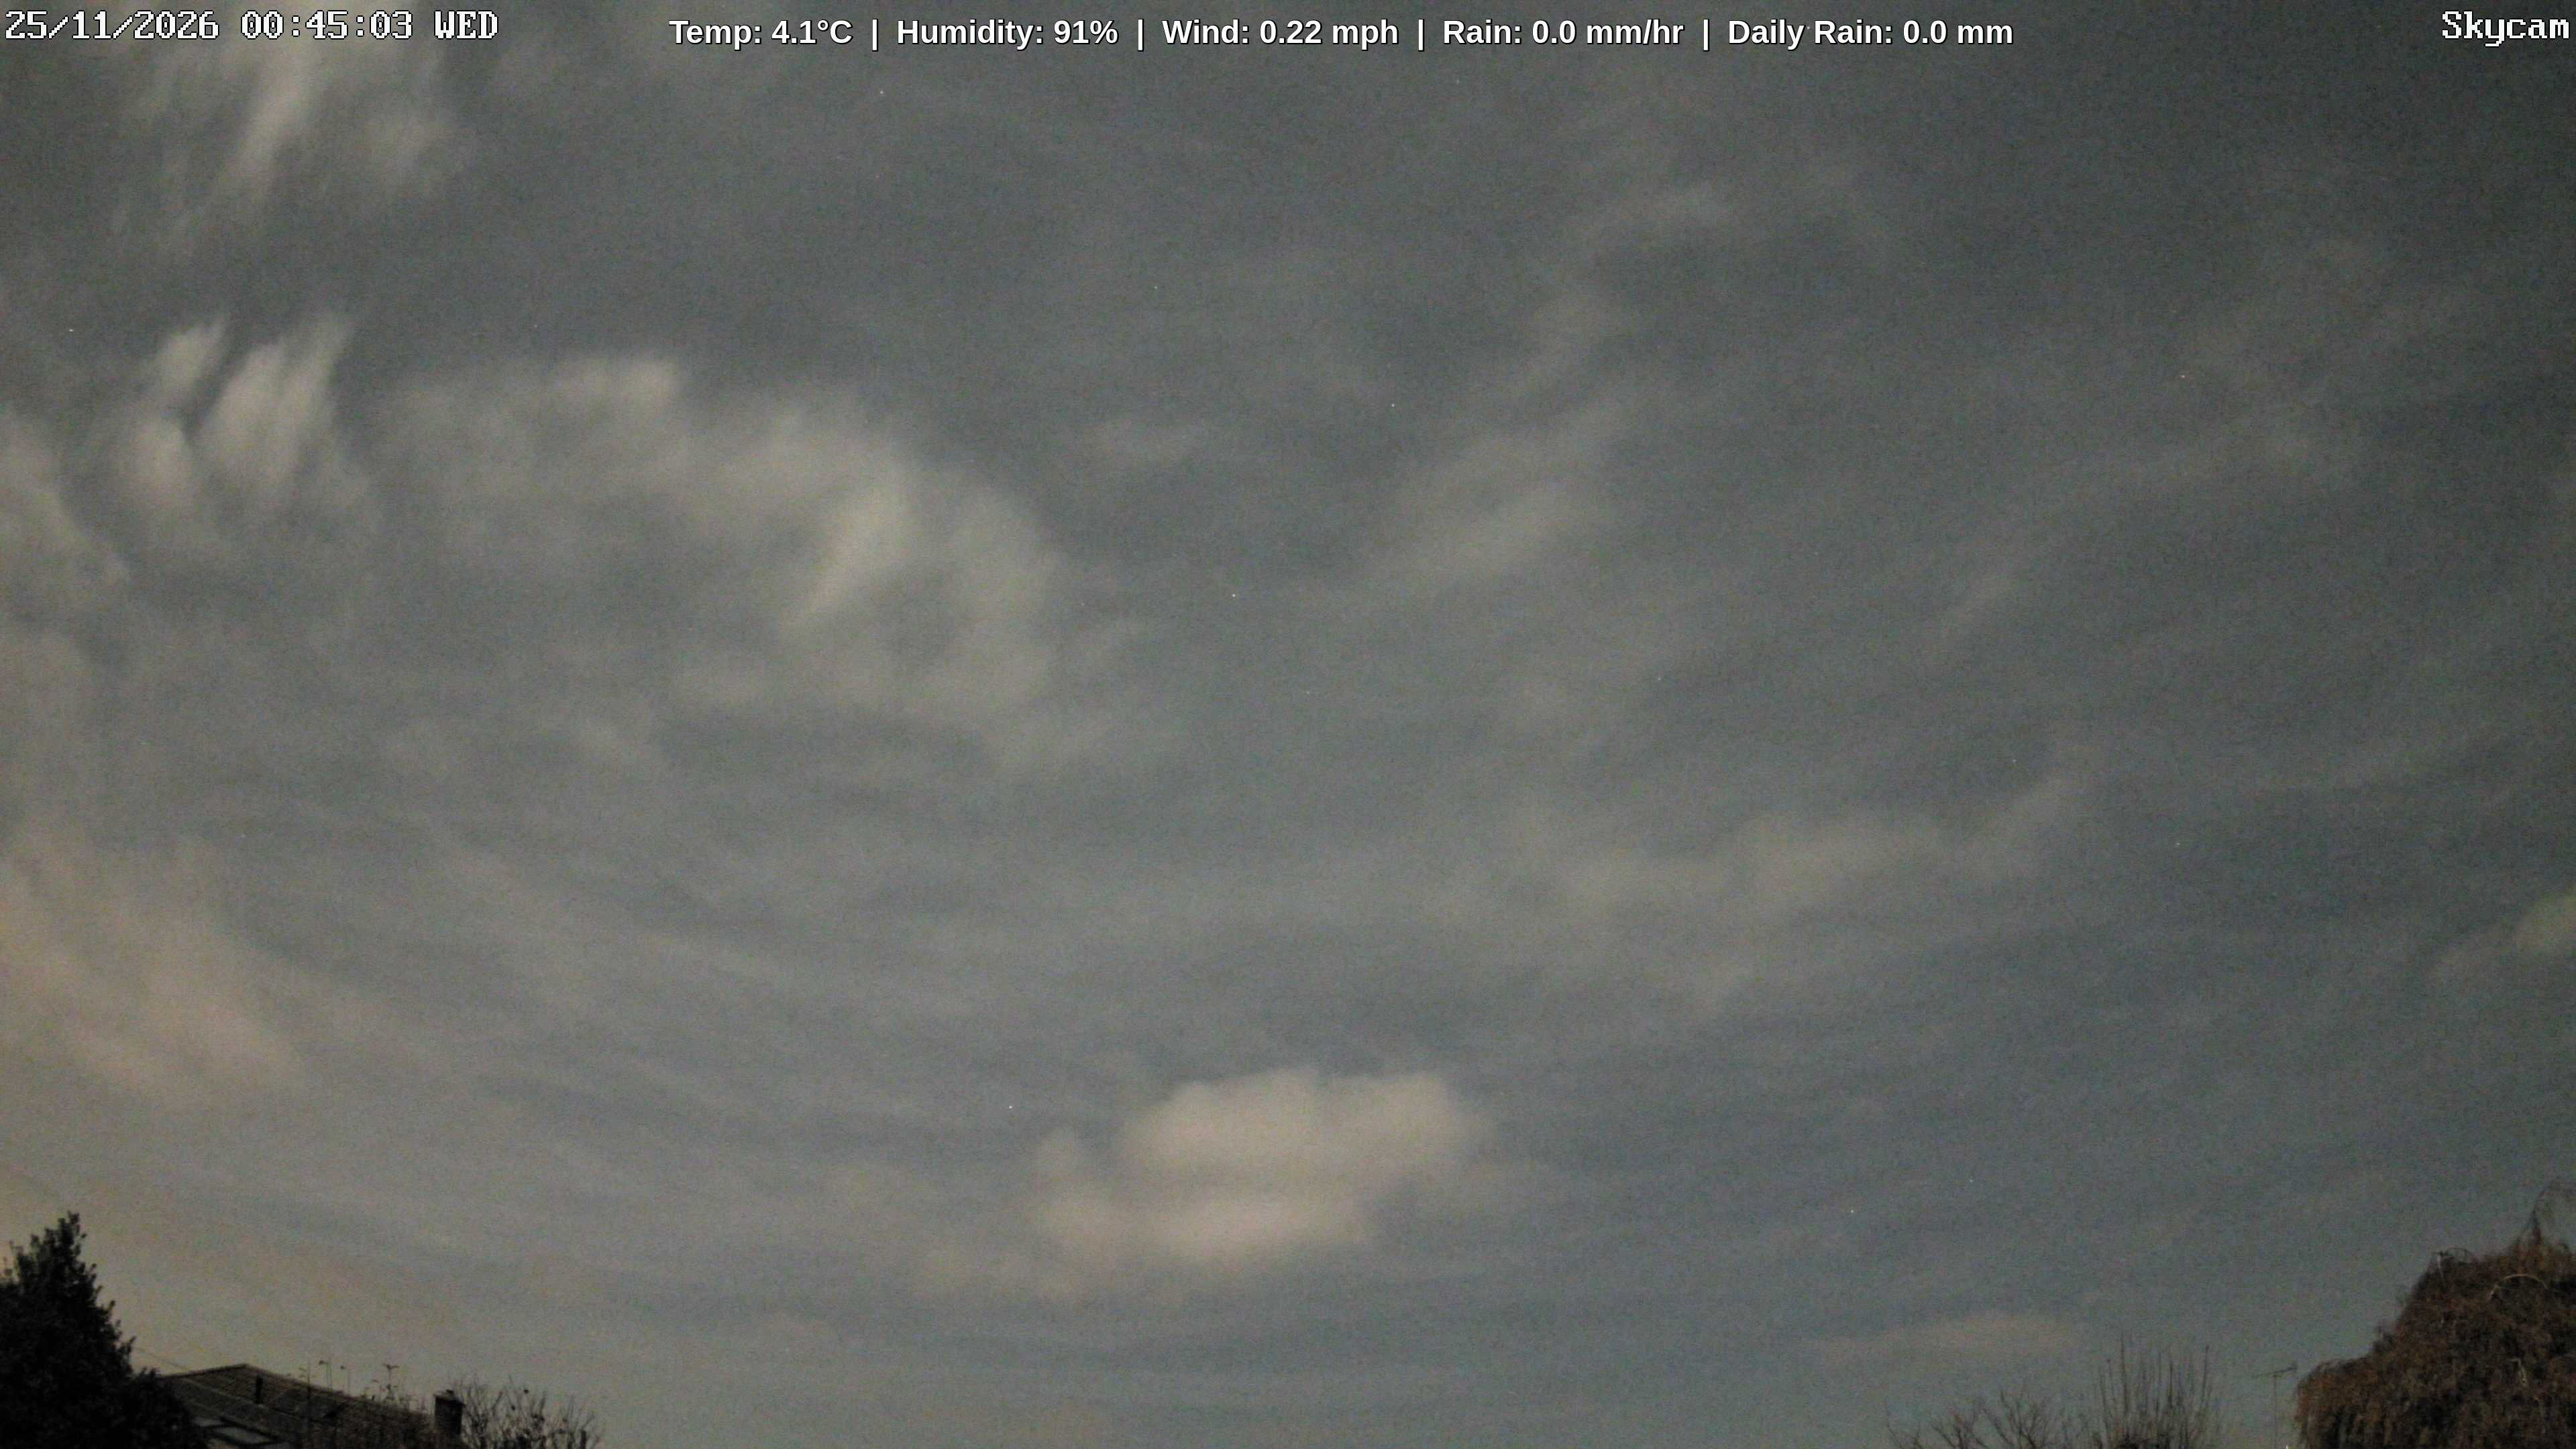 25/11/2026 00:45:03 WED
Temp: 4.1°C | Humidity: 91% | Wind: 0.22 mph | Rain: 0.0 mm/hr | Daily Rain: 0.0 mm
Skycam